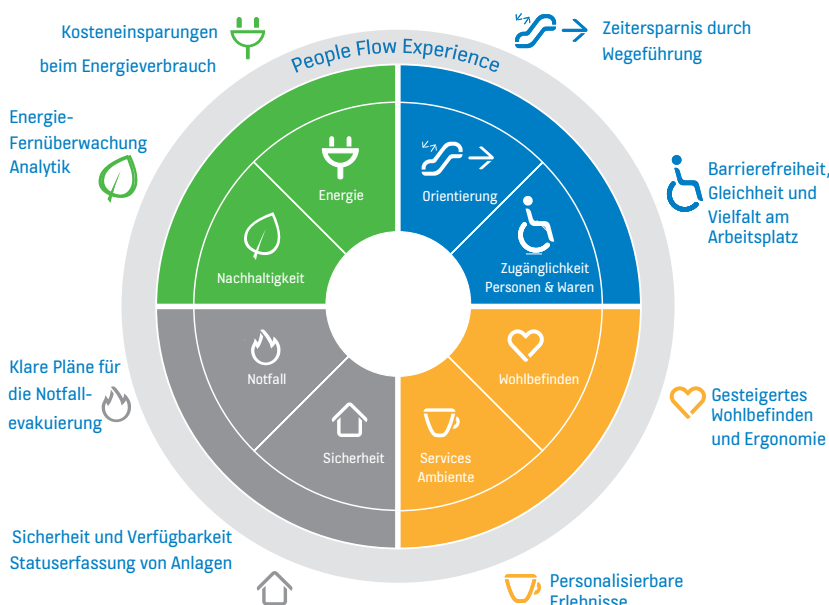 Kosteneinsparungen
beim Energieverbrauch
People Flow Experience
Zeitersparnis durch
Wegeführung
Energie-
Fernüberwachung
Analytik
Barrierefreiheit,
Gleichheit und
Vielfalt am
Arbeitsplatz
Energie
Orientierung
Nachhaltigkeit
Zugänglichkeit
Personen & Waren
Notfall
Wohlbefinden
Sicherheit
Services
Ambiente
Klare Pläne für
die Notfall-
evakuierung
Gesteigertes
Wohlbefinden
und Ergonomie
Sicherheit und Verfügbarkeit
Statuserfassung von Anlagen
Personalisierbare
Erlebnisse